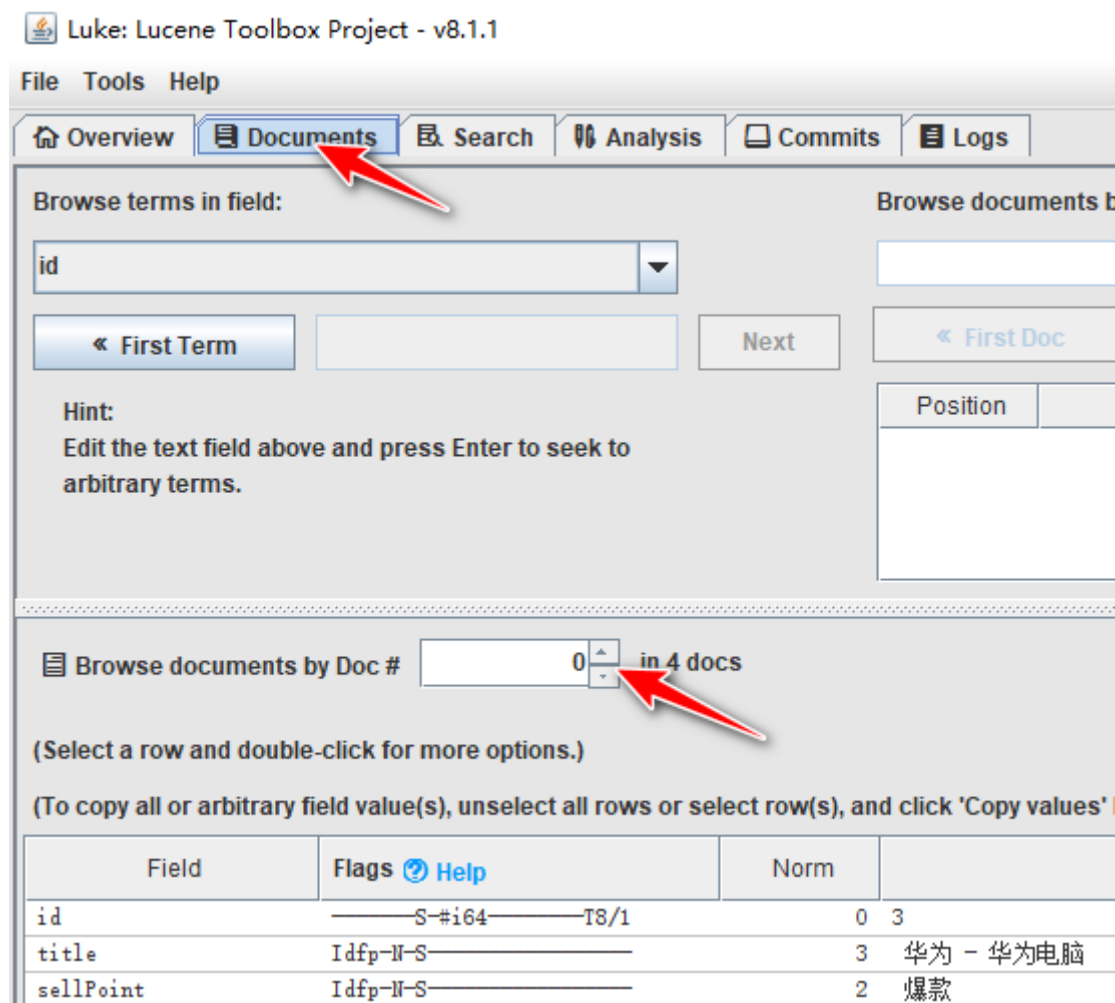 Luke: Lucene Toolbox Project - v8.1.1
File Tools Help
Overview Documents Search Analysis Commits Logs
Browse terms in field: Browse documents b
id
« First Term Next « First Doc
Position
Hint:
Edit the text field above and press Enter to seek to
arbitrary terms.
Browse documents by Doc # 0 in 4 docs
(Select a row and double-click for more options.)
(To copy all or arbitrary field value(s), unselect all rows or select row(s), and click 'Copy values'
Field Flags ? Help Norm
id ------S-#i64--------T8/1 0 3
title Idfp-N-S--------------- 3 华为 - 华为电脑
sellPoint Idfp-N-S--------------- 2 爆款